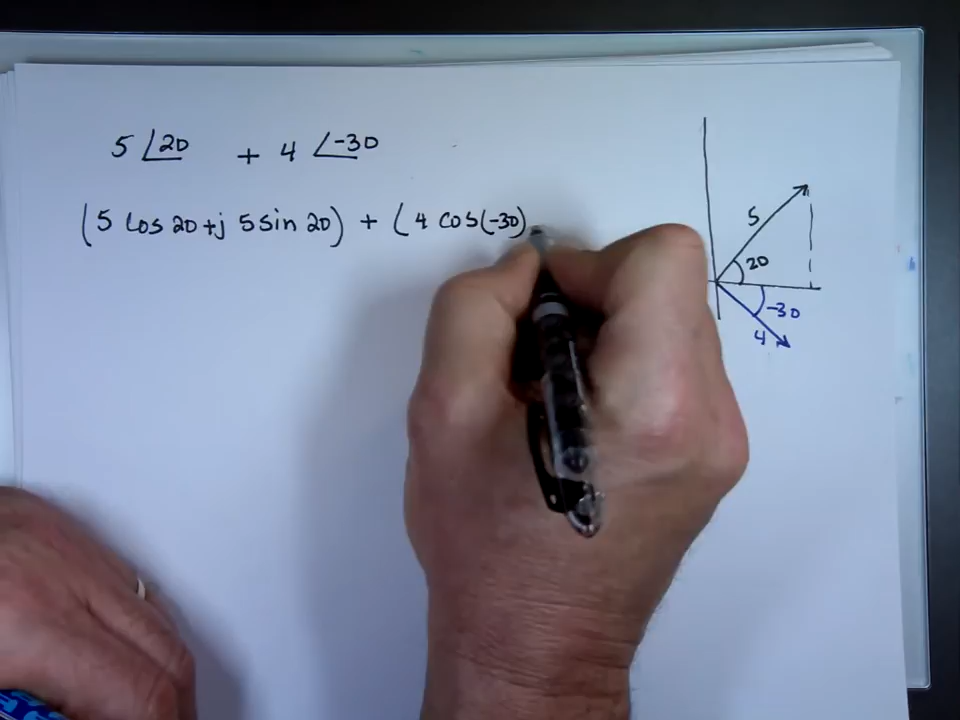 5 ∠20 + 4 ∠-30
(5 cos 20 + j 5 sin 20) + (4 cos(-30)
5
20
-30
4